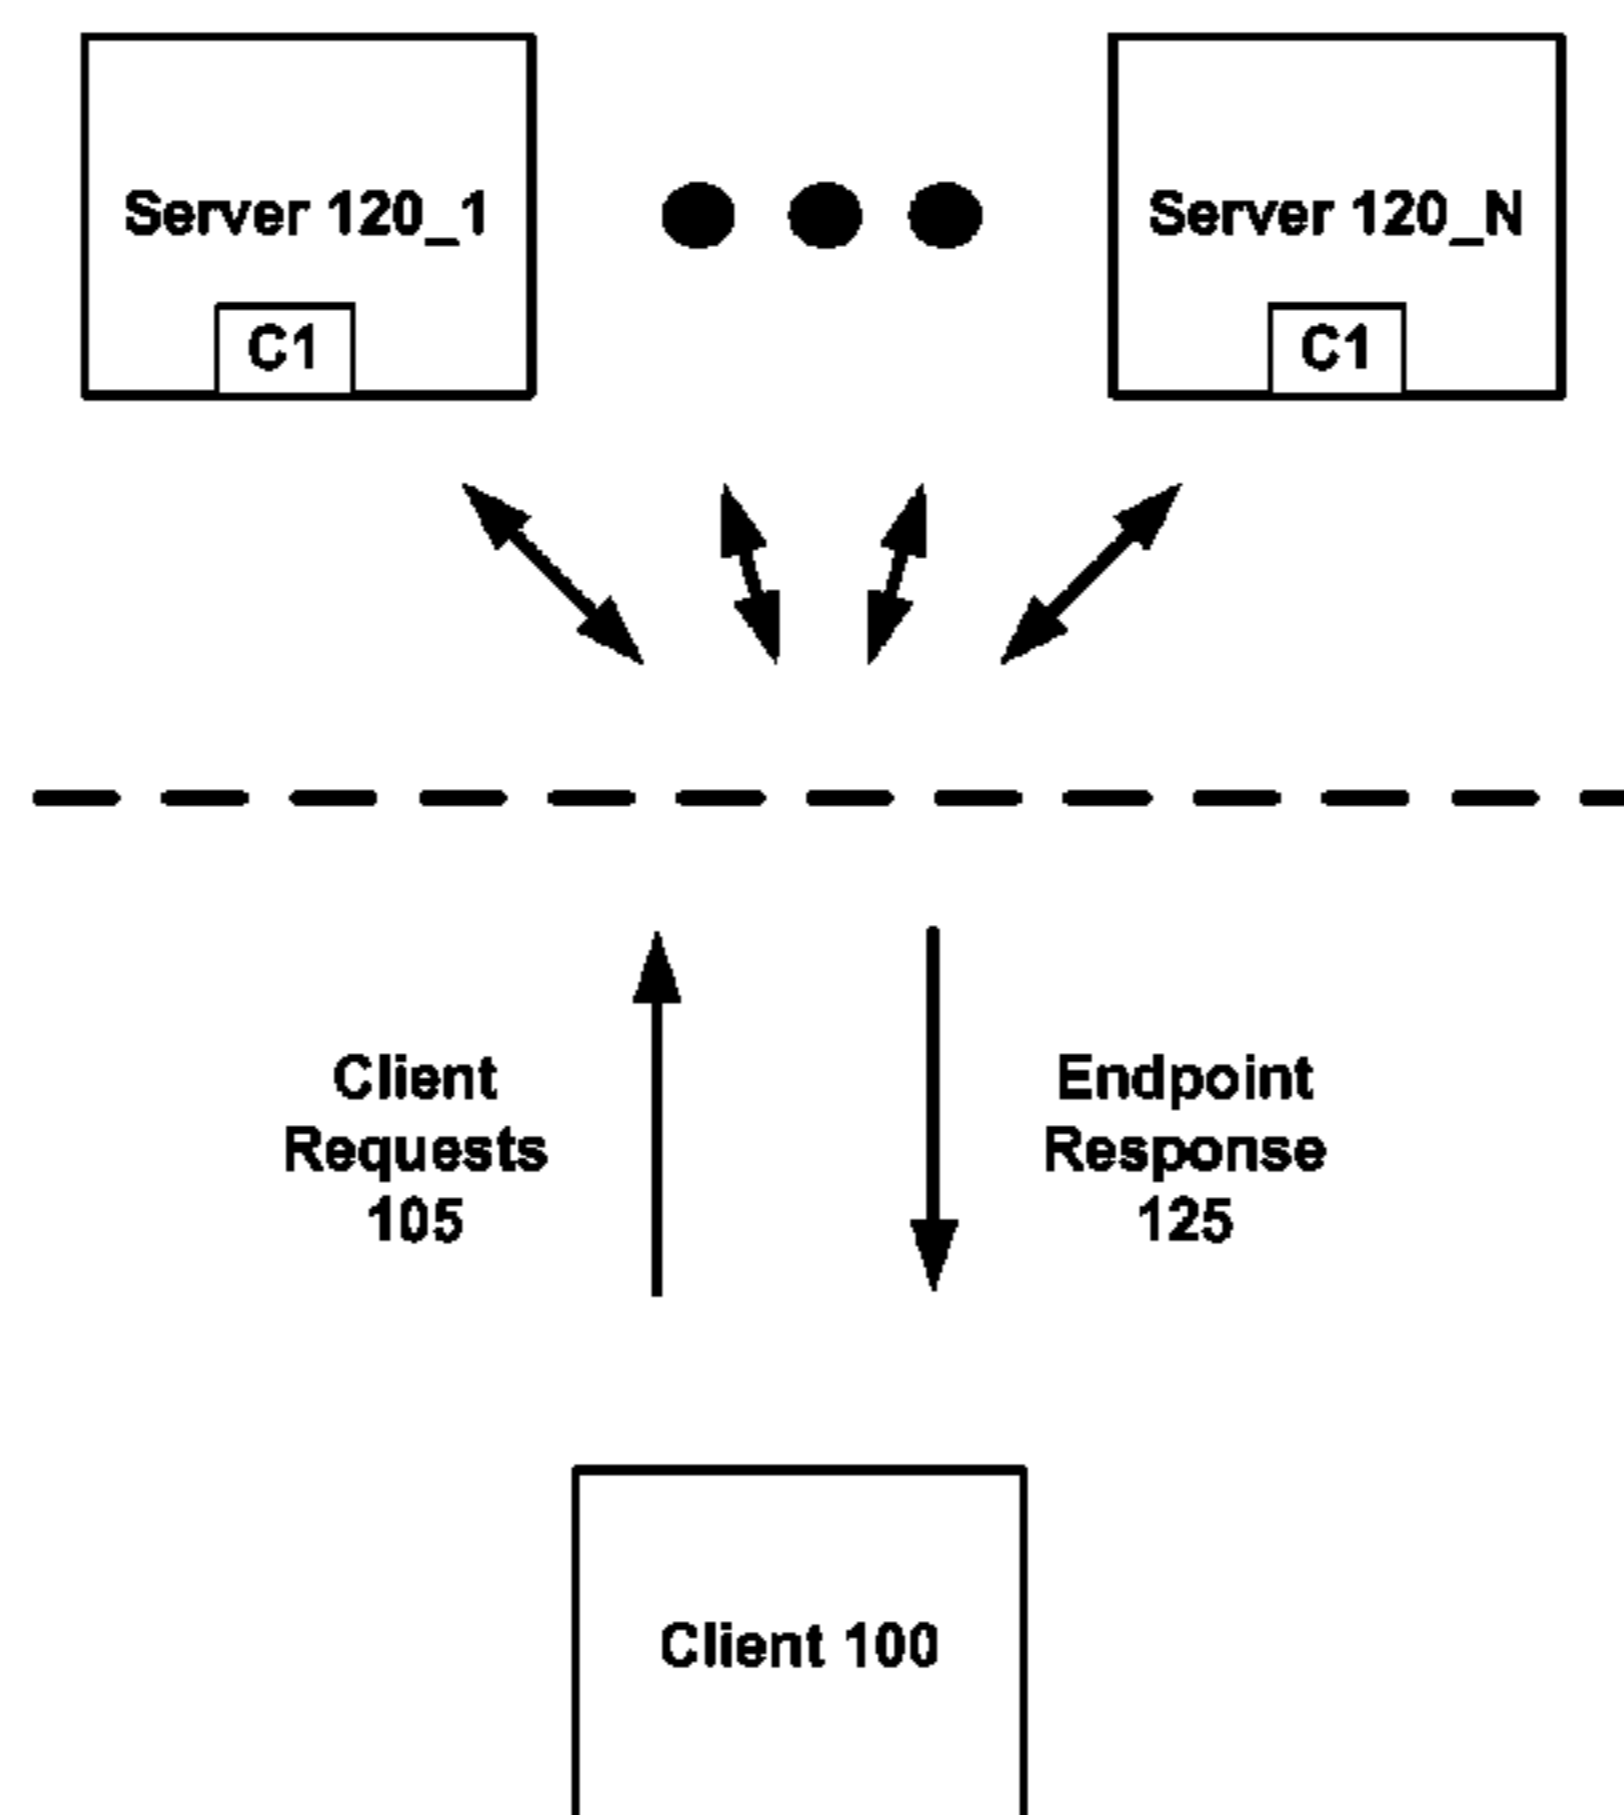 Server 120_1
Server 120_N
C1
C1
Client
Requests
105
Endpoint
Response
125
Client 100